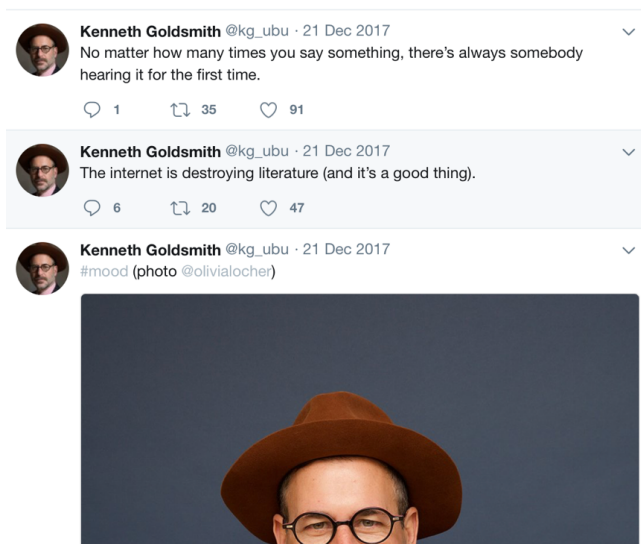 Kenneth Goldsmith @kg_ubu · 21 Dec 2017
No matter how many times you say something, there's always somebody
hearing it for the first time.
1 35 91
Kenneth Goldsmith @kg_ubu · 21 Dec 2017
The internet is destroying literature (and it's a good thing).
6 20 47
Kenneth Goldsmith @kg_ubu · 21 Dec 2017
#mood (photo @olivialocher)